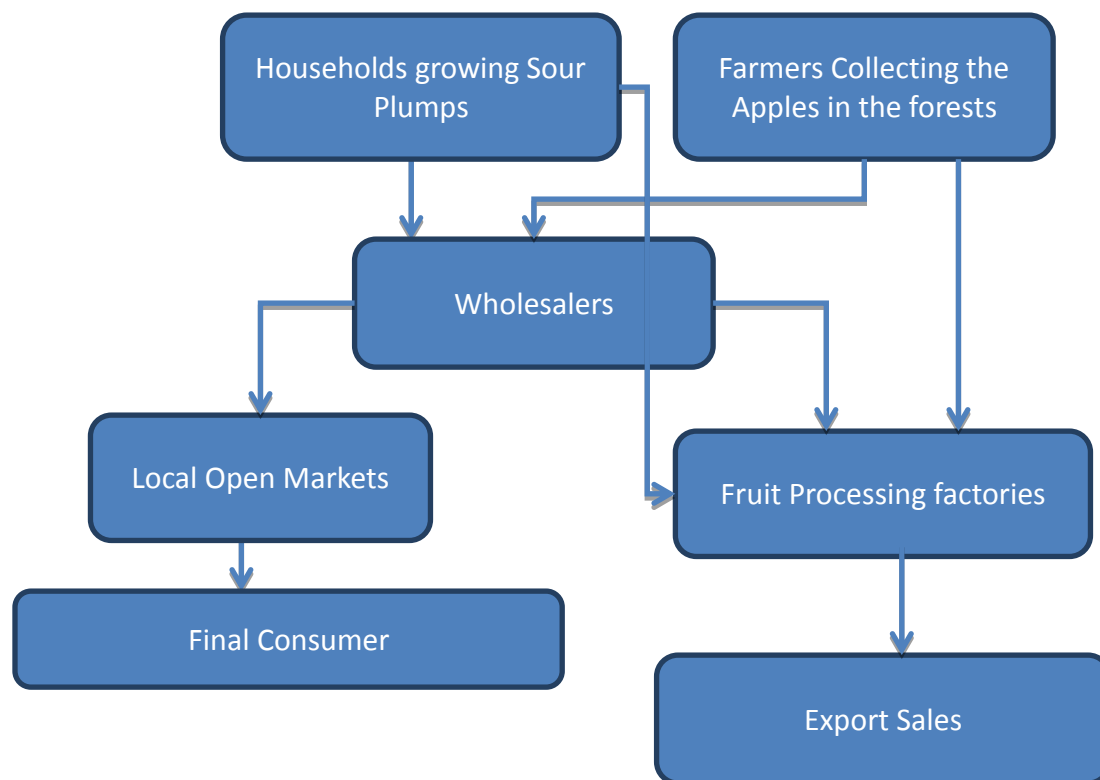 Households growing Sour
Plumps
Farmers Collecting the
Apples in the forests
Wholesalers
Local Open Markets
Fruit Processing factories
Final Consumer
Export Sales